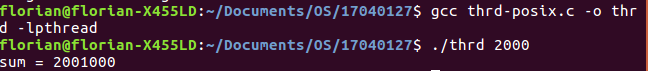 florian@florian-X455LD:~/Documents/OS/17040127$ gcc thrd-posix.c -o thr
d -lpthread
florian@florian-X455LD:~/Documents/OS/17040127$ ./thrd 2000
sum = 2001000